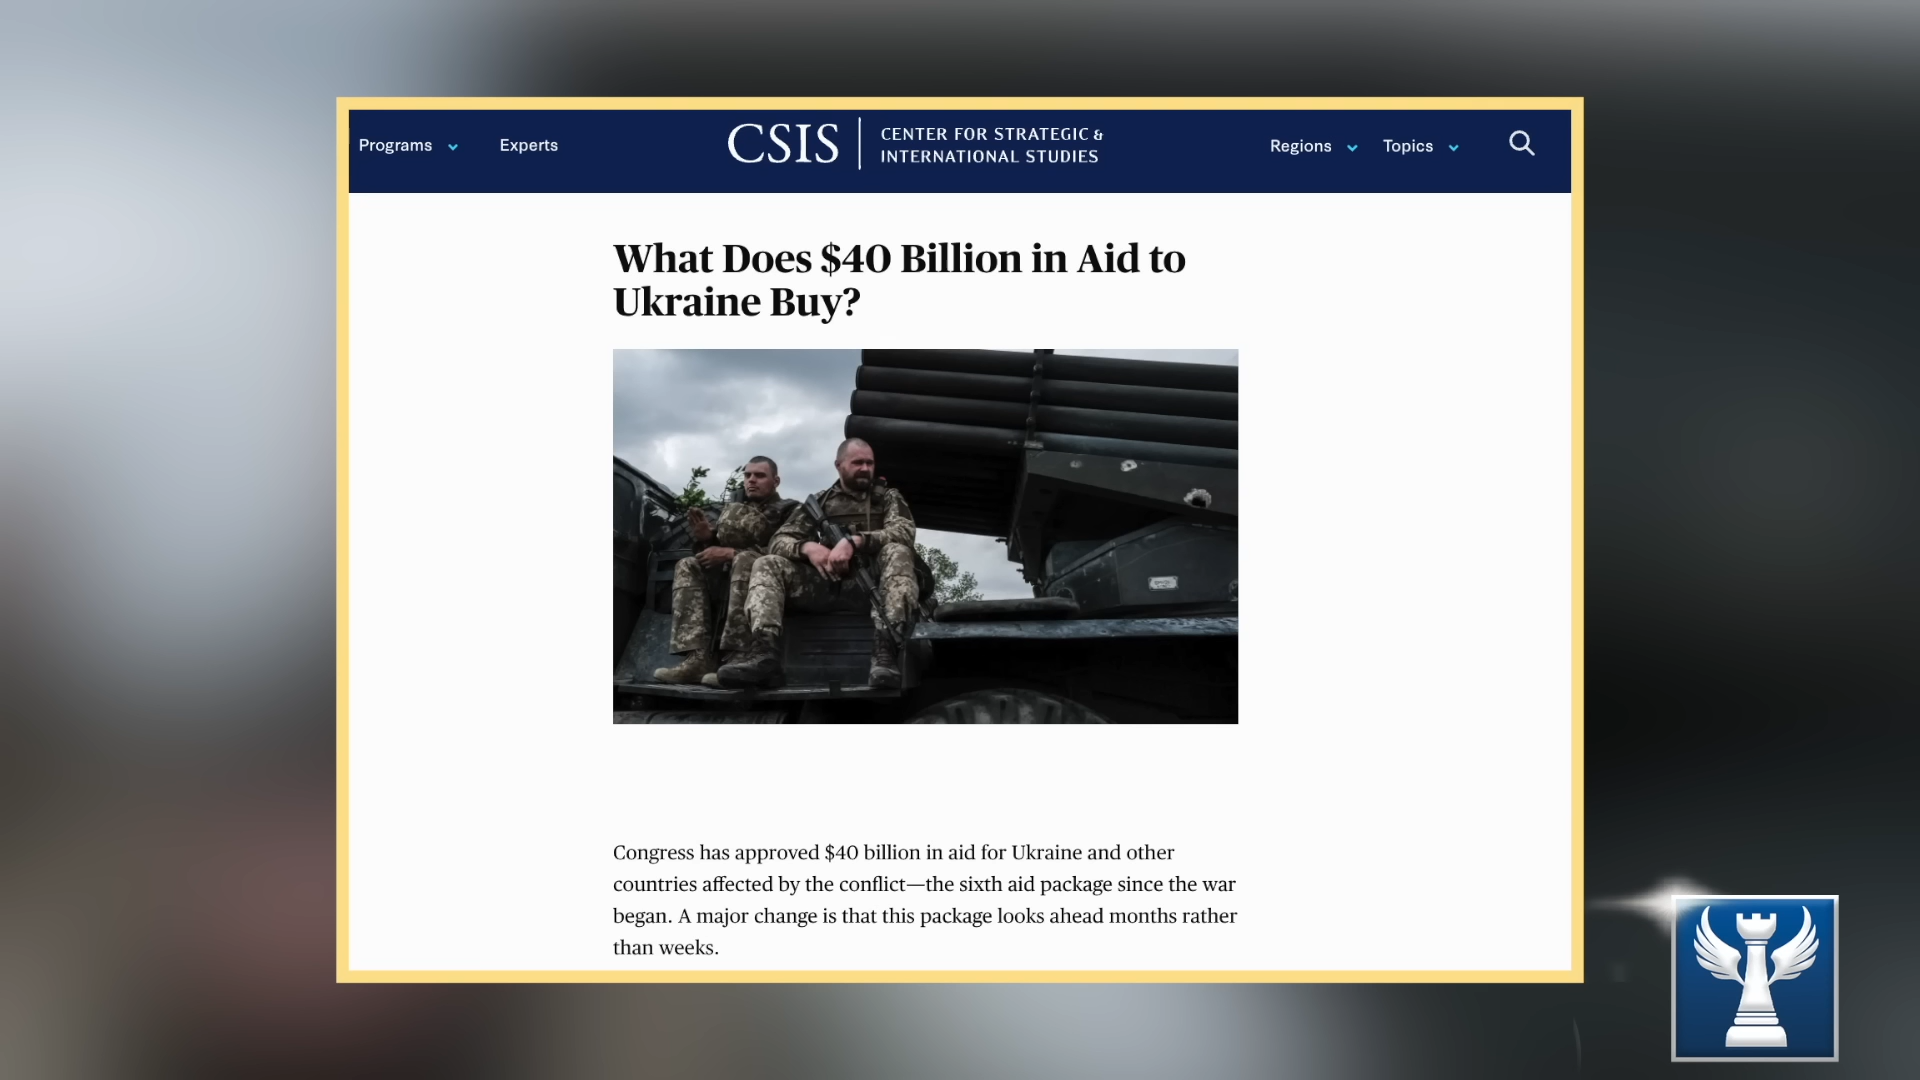 Programs
Experts
CSIS
CENTER FOR STRATEGIC &
INTERNATIONAL STUDIES
Regions
Topics
What Does $40 Billion in Aid to
Ukraine Buy?
Congress has approved $40 billion in aid for Ukraine and other
countries affected by the conflict—the sixth aid package since the war
began. A major change is that this package looks ahead months rather
than weeks.